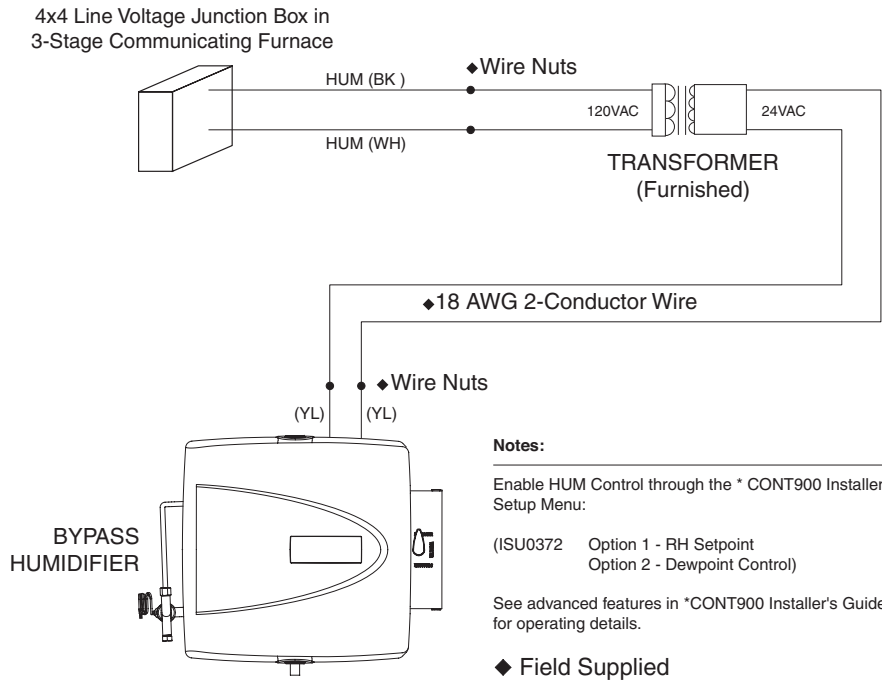 4x4 Line Voltage Junction Box in
3-Stage Communicating Furnace
HUM (BK )
◆Wire Nuts
120VAC
24VAC
HUM (WH)
TRANSFORMER
(Furnished)
◆18 AWG 2-Conductor Wire
◆Wire Nuts
(YL)
(YL)
BYPASS
HUMIDIFIER
Notes:
Enable HUM Control through the * CONT900 Installer
Setup Menu:
(ISU0372 Option 1 - RH Setpoint
Option 2 - Dewpoint Control)
See advanced features in *CONT900 Installer's Guide
for operating details.
◆ Field Supplied